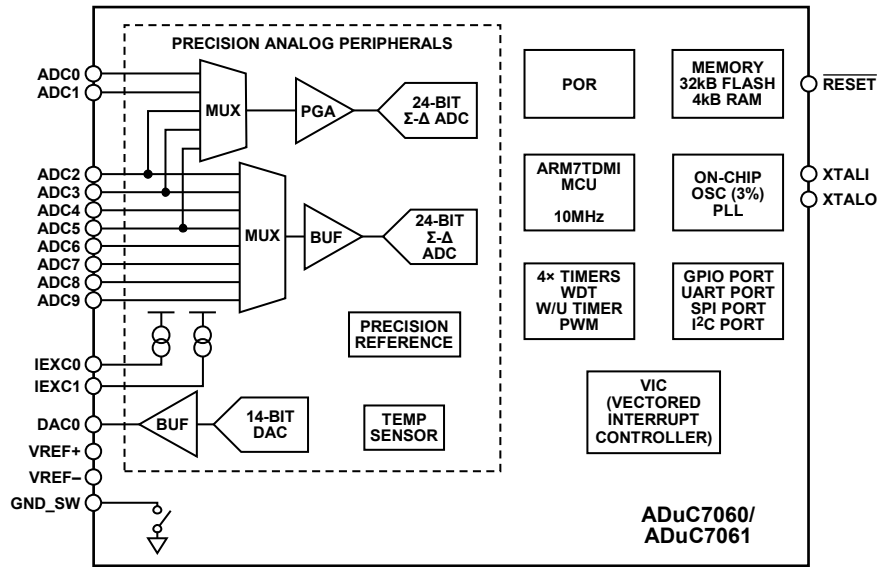 PRECISION ANALOG PERIPHERALS
ADC0
ADC1
MUX
PGA
24-BIT
Σ-Δ ADC
ADC2
ADC3
ADC4
ADC5
ADC6
ADC7
ADC8
ADC9
MUX
BUF
24-BIT
Σ-Δ
ADC
PRECISION
REFERENCE
IEXC0
IEXC1
DAC0
BUF
14-BIT
DAC
TEMP
SENSOR
VREF+
VREF–
GND_SW
POR
MEMORY
32kB FLASH
4kB RAM
RESET
ARM7TDMI
MCU
10MHz
ON-CHIP
OSC (3%)
PLL
XTALI
XTALO
4× TIMERS
WDT
W/U TIMER
PWM
GPIO PORT
UART PORT
SPI PORT
I²C PORT
VIC
(VECTORED
INTERRUPT
CONTROLLER)
ADuC7060/
ADuC7061